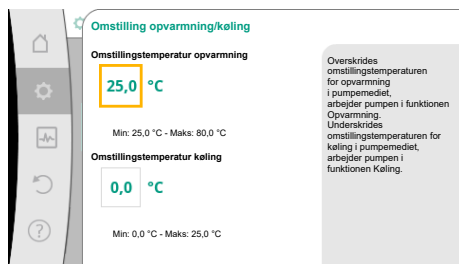 Omstilling opvarmning/køling
Omstillingstemperatur opvarmning
25,0 °C
Min: 25,0 °C - Maks: 80,0 °C
Omstillingstemperatur køling
0,0 °C
Min: 0,0 °C - Maks: 25,0 °C
Overskrides
omstillingstemperaturen
for opvarmning
i pumpemediet,
arbejder pumpen i funktionen
Opvarmning.
Underskrides
omstillingstemperaturen for
køling i pumpemediet,
arbejder pumpen i
funktionen Køling.
?